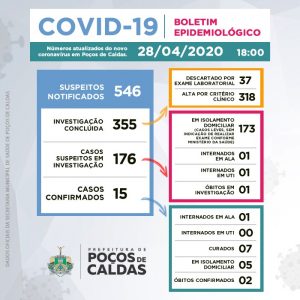 COVID-19
BOLETIM
EPIDEMIOLÓGICO
Números atualizados do novo
coronavírus em Poços de Caldas.
28/04/2020
18:00
SUSPEITOS
NOTIFICADOS
546
INVESTIGAÇÃO
CONCLUÍDA
355
CASOS
SUSPEITOS EM
INVESTIGAÇÃO
176
CASOS
CONFIRMADOS
15
DESCARTADO POR
EXAME LABORATORIAL
37
ALTA POR CRITÉRIO
CLÍNICO
318
EM ISOLAMENTO
DOMICILIAR
(CASOS LEVES, SEM
INDICAÇÃO DE REALIZAR
EXAME CONFORME
MINISTÉRIO DA SAÚDE)
173
INTERNADOS
EM ALA
01
INTERNADOS
EM UTI
01
ÓBITOS EM
INVESTIGAÇÃO
01
INTERNADOS EM ALA
01
INTERNADOS EM UTI
00
CURADOS
07
EM ISOLAMENTO
DOMICILIAR
05
ÓBITOS CONFIRMADOS
02
PREFEITURA DE
POÇOS
DE CALDAS
DADOS OFICIAIS DA SECRETARIA MUNICIPAL DE SAÚDE DE POÇOS DE CALDAS